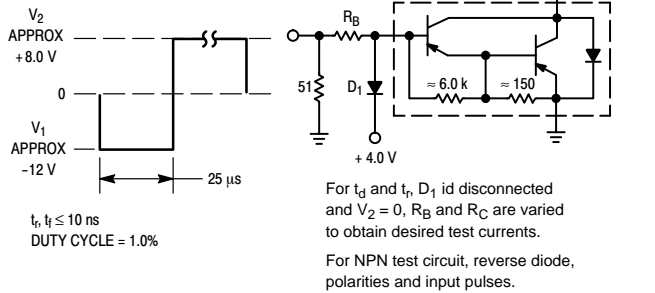 V2
APPROX
+8.0 V
0
V1
APPROX
−12 V
25 μs
tr, tf ≤ 10 ns
DUTY CYCLE = 1.0%
RB
51
D1
+ 4.0 V
≈ 6.0 k
≈ 150
For td and tr, D1 id disconnected
and V2 = 0, RB and RC are varied
to obtain desired test currents.
For NPN test circuit, reverse diode,
polarities and input pulses.